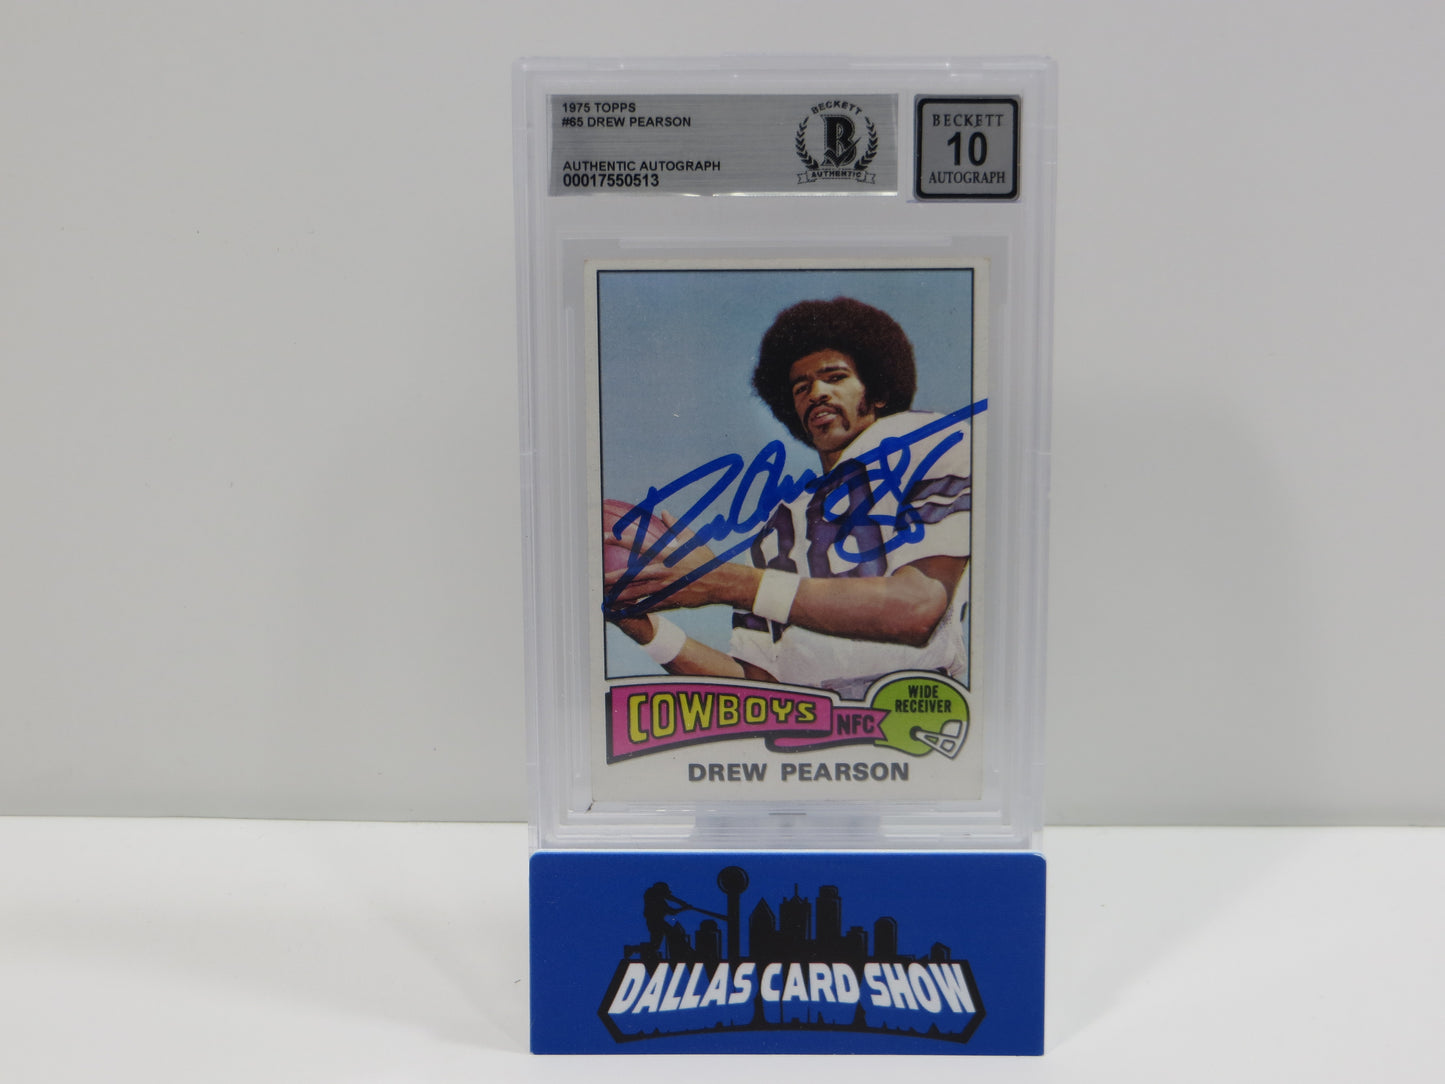 1975 TOPPS
#65 DREW PEARSON
AUTHENTIC AUTOGRAPH
00017550513
BECKETT
B
AUTHENTIC
BECKETT
10
AUTOGRAPH
88
COWBOYS
NFC
WIDE
RECEIVER
DREW PEARSON
DALLAS CARD SHOW